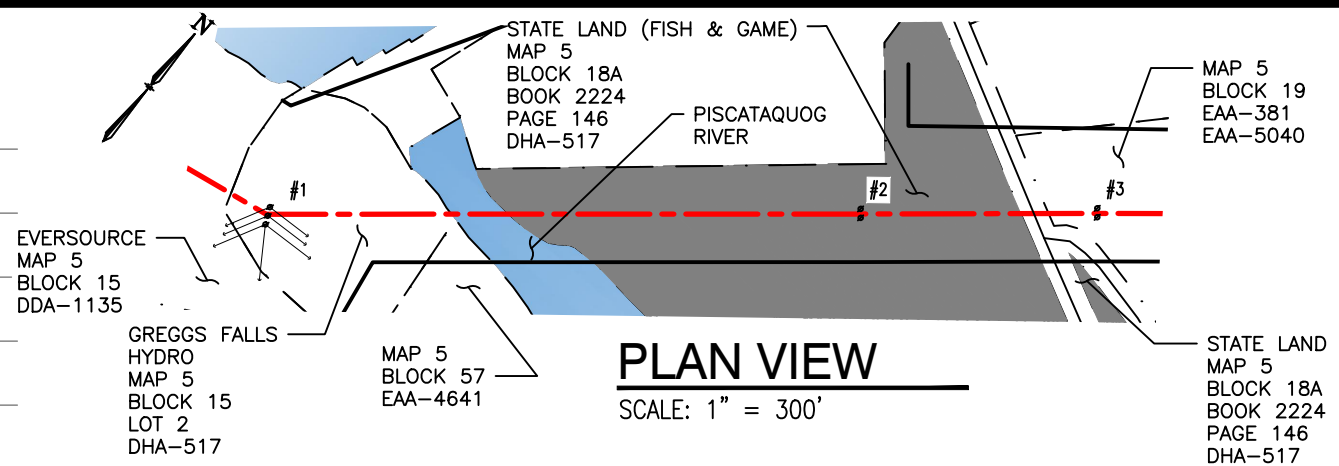 N
STATE LAND (FISH & GAME)
MAP 5
BLOCK 18A
BOOK 2224
PAGE 146
DHA-517
PISCATAQUOG
RIVER
MAP 5
BLOCK 19
EAA-381
EAA-5040
#1
#2
#3
EVERSOURCE
MAP 5
BLOCK 15
DDA-1135
GREGGS FALLS
HYDRO
MAP 5
BLOCK 15
LOT 2
DHA-517
MAP 5
BLOCK 57
EAA-4641
PLAN VIEW
SCALE: 1" = 300'
STATE LAND
MAP 5
BLOCK 18A
BOOK 2224
PAGE 146
DHA-517